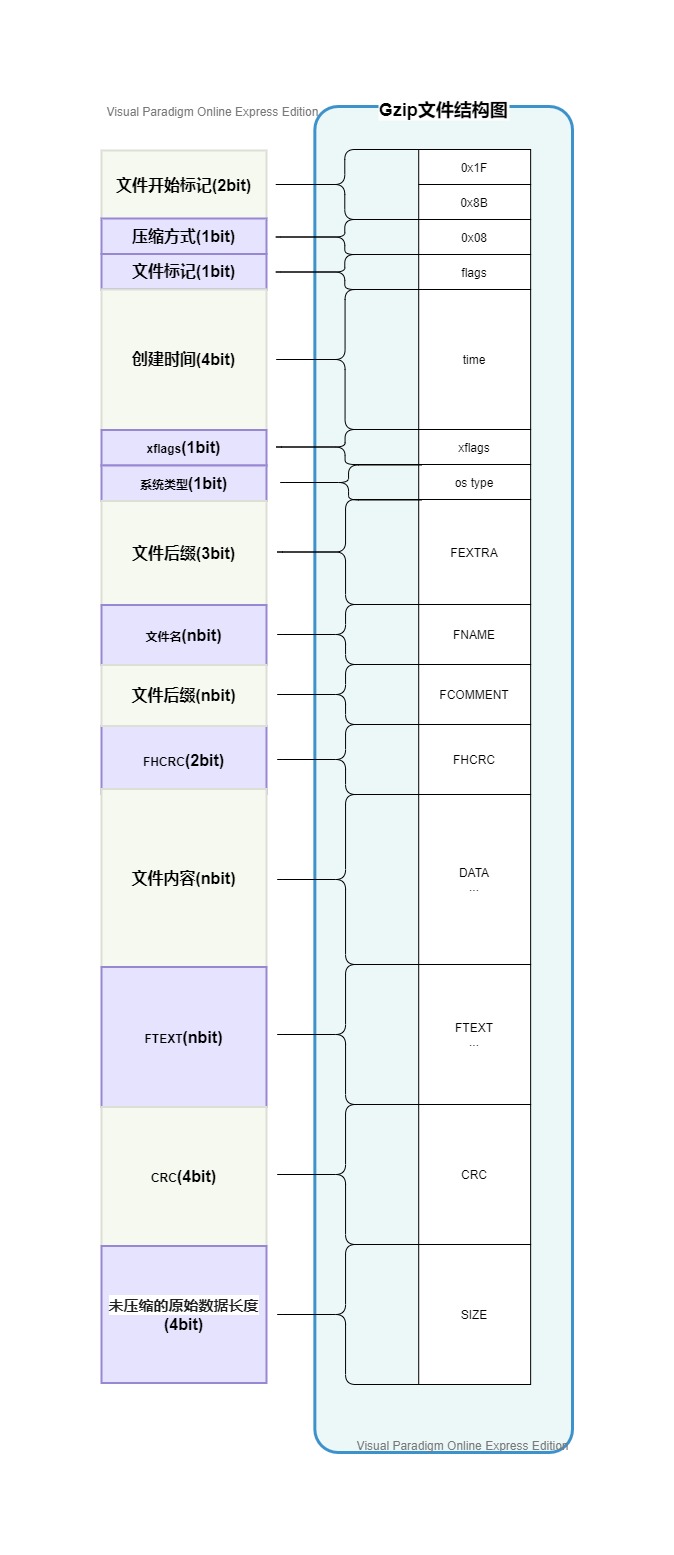 Visual Paradigm Online Express Edition
Gzip文件结构图
文件开始标记(2bit)
0x1F
0x8B
压缩方式(1bit)
0x08
文件标记(1bit)
flags
创建时间(4bit)
time
xflags(1bit)
xflags
系统类型(1bit)
os type
文件后缀(3bit)
FEXTRA
文件名(nbit)
FNAME
文件后缀(nbit)
FCOMMENT
FHCRC(2bit)
FHCRC
文件内容(nbit)
DATA
...
FTEXT(nbit)
FTEXT
...
CRC(4bit)
CRC
未压缩的原始数据长度
(4bit)
SIZE
Visual Paradigm Online Express Edition